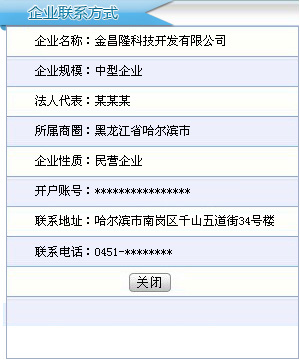 企业联系方式
企业名称：金昌隆科技开发有限公司
企业规模：中型企业
法人代表：某某某
所属商圈：黑龙江省哈尔滨市
企业性质：民营企业
开户账号：****************
联系地址：哈尔滨市南岗区千山五道街34号楼
联系电话：0451-********
关闭